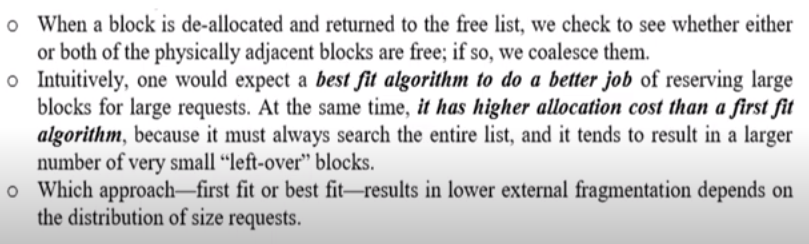 o When a block is de-allocated and returned to the free list, we check to see whether either
or both of the physically adjacent blocks are free; if so, we coalesce them.
o Intuitively, one would expect a best fit algorithm to do a better job of reserving large
blocks for large requests. At the same time, it has higher allocation cost than a first fit
algorithm, because it must always search the entire list, and it tends to result in a larger
number of very small “left-over” blocks.
o Which approach—first fit or best fit—results in lower external fragmentation depends on
the distribution of size requests.